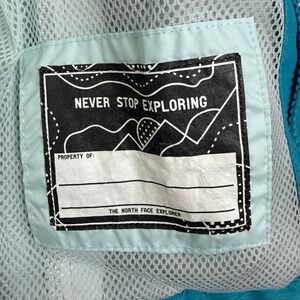 NEVER STOP EXPLORING
PROPERTY OF:
THE NORTH FACE EXPLORER